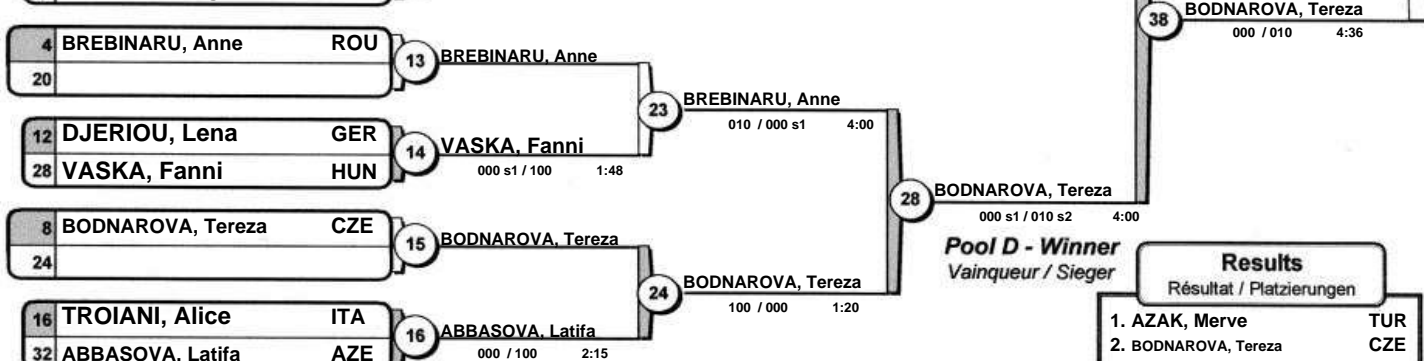 BODNAROVA, Tereza
38
000 / 010 4:36
4 BREBINARU, Anne ROU
20
13 BREBINARU, Anne
23 BREBINARU, Anne
010 / 000 s1 4:00
12 DJERIOU, Lena GER
28 VASKA, Fanni HUN
14 VASKA, Fanni
000 s1 / 100 1:48
28 BODNAROVA, Tereza
000 s1 / 010 s2 4:00
8 BODNAROVA, Tereza CZE
24
15 BODNAROVA, Tereza
24 BODNAROVA, Tereza
100 / 000 1:20
16 TROIANI, Alice ITA
32 ABBASOVA, Latifa AZE
16 ABBASOVA, Latifa
000 / 100 2:15
Pool D - Winner
Vainqueur / Sieger
Results
Résultat / Platzierungen
1. AZAK, Merve TUR
2. BODNAROVA, Tereza CZE